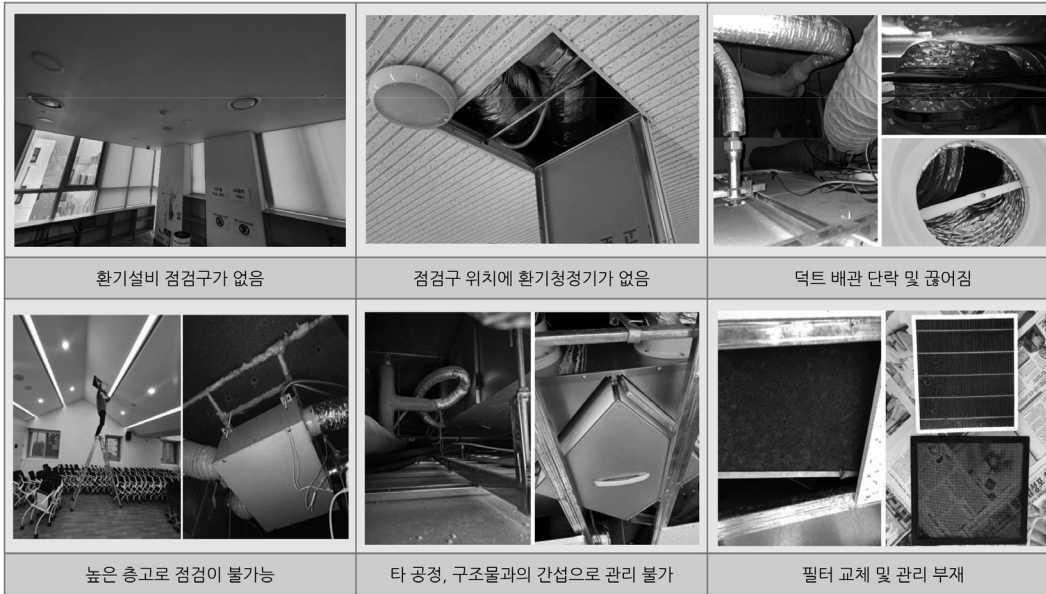 환기설비 점검구가 없음
점검구 위치에 환기청정기가 없음
덕트 배관 단락 및 끊어짐
높은 층고로 점검이 불가능
타 공정, 구조물과의 간섭으로 관리 불가
필터 교체 및 관리 부재